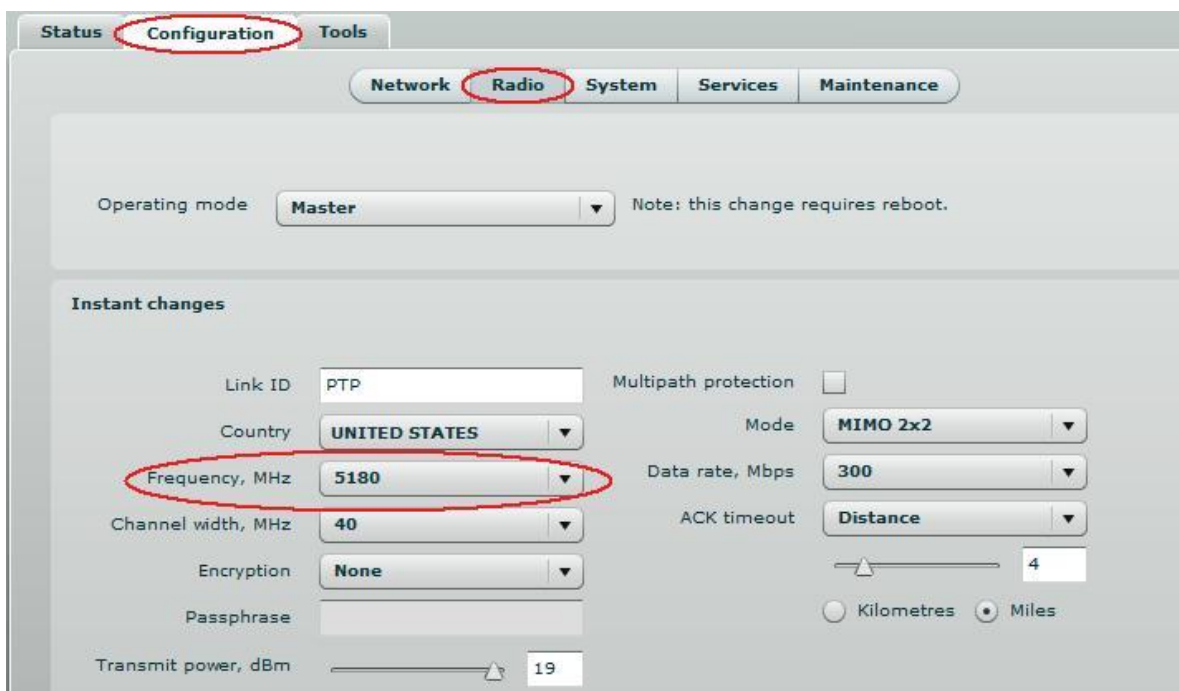 Status Configuration Tools
Network Radio System Services Maintenance
Operating mode Master Note: this change requires reboot.
Instant changes
Link ID PTP Multipath protection
Country UNITED STATES Mode MIMO 2x2
Frequency, MHz 5180 Data rate, Mbps 300
Channel width, MHz 40 ACK timeout Distance
Encryption None 4
Passphrase Kilometres Miles
Transmit power, dBm 19